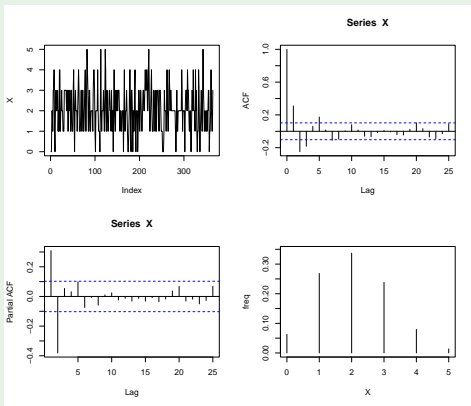 Series X
X
0 1 2 3 4 5
0 100 200 300
Index
ACF
−0.2 0.2 0.6 1.0
0 5 10 15 20 25
Lag
Series X
Partial ACF
−0.4 −0.2 0.0 0.2
5 10 15 20 25
Lag
freq
0.00 0.10 0.20 0.30
0 1 2 3 4 5
X